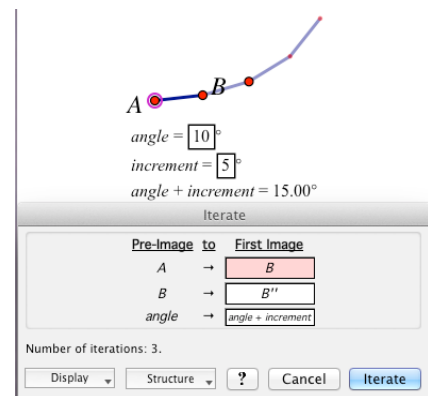 A B
angle = 10°
increment = 5°
angle + increment = 15.00°
Iterate
Pre-Image to First Image
A → B
B → B''
angle → angle + increment
Number of iterations: 3.
Display Structure ? Cancel Iterate